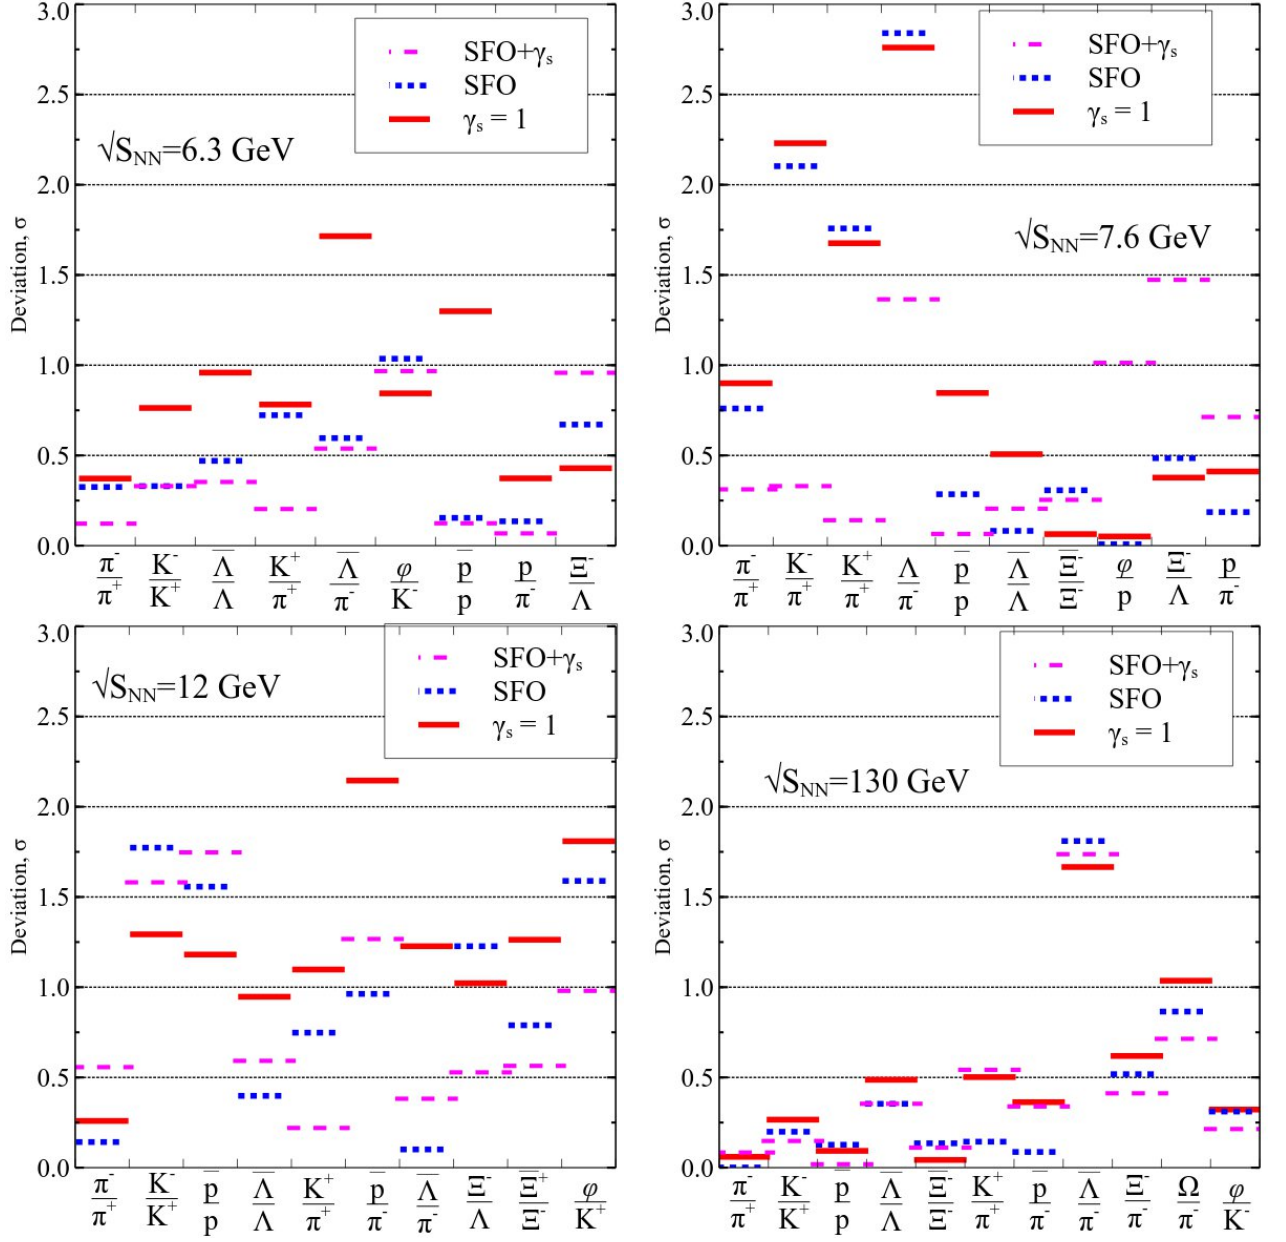 3.0
2.5
2.0
1.5
1.0
0.5
0.0
Deviation, σ
SFO+γs
SFO
γs = 1
√SNN=6.3 GeV
π⁻ K⁻ Λ̅ K⁺ Λ̅ φ p̅ p Ξ⁻
π⁺ K⁺ Λ π⁺ π⁻ K⁻ p π⁻ Λ
3.0
2.5
2.0
1.5
1.0
0.5
0.0
Deviation, σ
SFO+γs
SFO
γs = 1
√SNN=7.6 GeV
π⁻ K⁻ K⁺ Λ p̅ Λ̅ Ξ̅⁻ φ Ξ⁻ p
π⁺ π⁺ π⁺ π⁻ p Λ Ξ⁻ p Λ π⁻
3.0
2.5
2.0
1.5
1.0
0.5
0.0
Deviation, σ
SFO+γs
SFO
γs = 1
√SNN=12 GeV
π⁻ K⁻ p̅ Λ̅ K⁺ p̅ Λ̅ Ξ⁻ Ξ̅⁺ φ
π⁺ K⁺ p Λ π⁺ π⁻ π⁻ Λ Ξ⁻ K⁺
3.0
2.5
2.0
1.5
1.0
0.5
0.0
Deviation, σ
SFO+γs
SFO
γs = 1
√SNN=130 GeV
π⁻ K⁻ p̅ Λ̅ Ξ̅⁻ K⁺ p̅ Λ̅ Ξ⁻ Ω φ
π⁺ K⁺ p Λ Ξ⁻ π⁺ π⁻ π⁻ π⁻ π⁻ K⁻